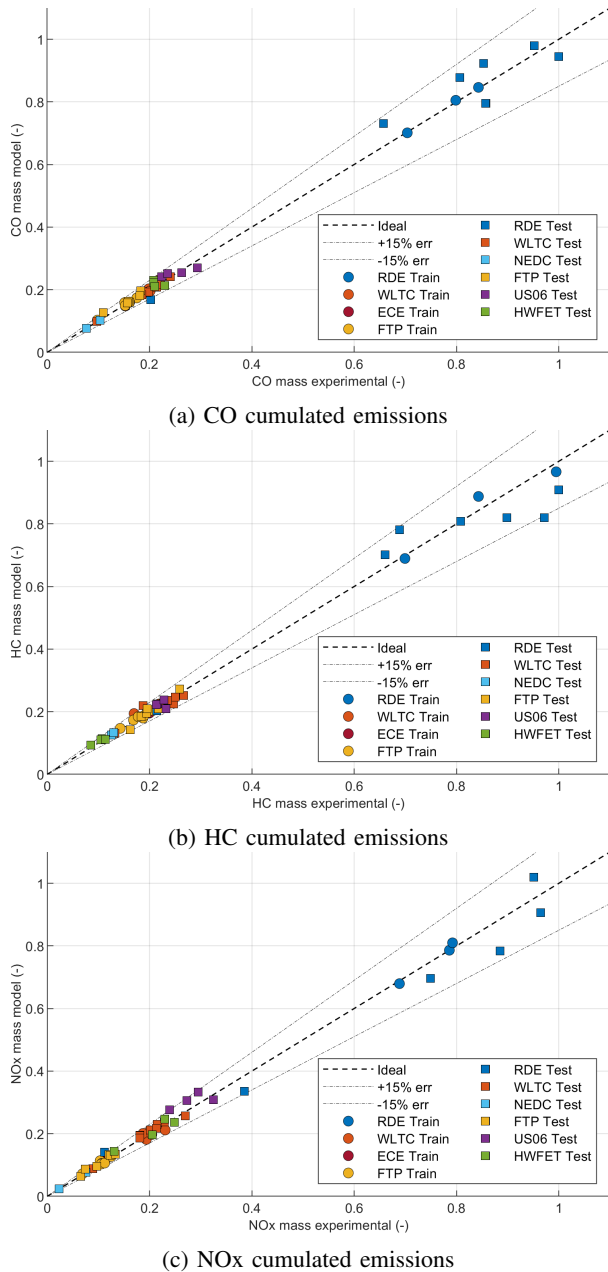 1
0.8
0.6
0.4
0.2
0
CO mass model (-)
Ideal
+15% err
-15% err
RDE Train
WLTC Train
ECE Train
FTP Train
RDE Test
WLTC Test
NEDC Test
FTP Test
US06 Test
HWFET Test
0 0.2 0.4 0.6 0.8 1
CO mass experimental (-)
(a) CO cumulated emissions
1
0.8
0.6
0.4
0.2
0
HC mass model (-)
Ideal
+15% err
-15% err
RDE Train
WLTC Train
ECE Train
FTP Train
RDE Test
WLTC Test
NEDC Test
FTP Test
US06 Test
HWFET Test
0 0.2 0.4 0.6 0.8 1
HC mass experimental (-)
(b) HC cumulated emissions
1
0.8
0.6
0.4
0.2
0
NOx mass model (-)
Ideal
+15% err
-15% err
RDE Train
WLTC Train
ECE Train
FTP Train
RDE Test
WLTC Test
NEDC Test
FTP Test
US06 Test
HWFET Test
0 0.2 0.4 0.6 0.8 1
NOx mass experimental (-)
(c) NOx cumulated emissions